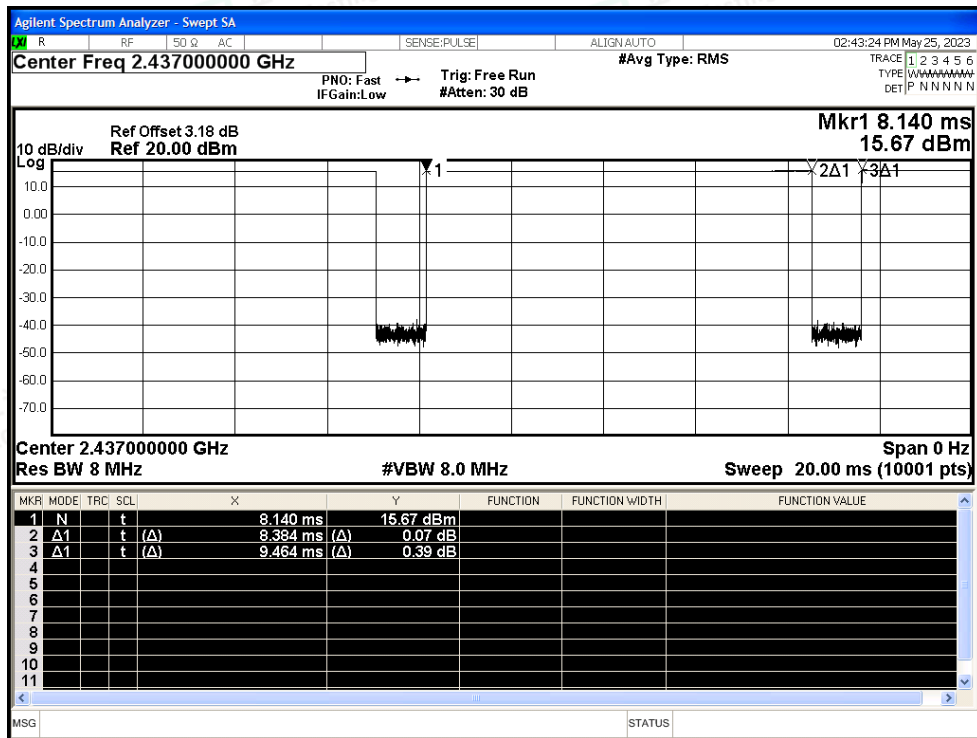 Agilent Spectrum Analyzer - Swept SA
LXI R RF 50 Ω AC SENSE:PULSE ALIGN AUTO 02:43:24 PM May 25, 2023
Center Freq 2.437000000 GHz
PNO: Fast
IFGain:Low
Trig: Free Run
#Atten: 30 dB
#Avg Type: RMS
TRACE 1 2 3 4 5 6
TYPE W
DET P N N N N N
Mkr1 8.140 ms
15.67 dBm
Ref Offset 3.18 dB
10 dB/div Ref 20.00 dBm
Log
1 2Δ1 3Δ1
10.0
0.00
-10.0
-20.0
-30.0
-40.0
-50.0
-60.0
-70.0
Center 2.437000000 GHz Span 0 Hz
Res BW 8 MHz #VBW 8.0 MHz Sweep 20.00 ms (10001 pts)
MKR MODE TRC SCL X Y FUNCTION FUNCTION WIDTH FUNCTION VALUE
1 N t 8.140 ms 15.67 dBm
2 Δ1 t (Δ) 8.384 ms (Δ) 0.07 dB
3 Δ1 t (Δ) 9.464 ms (Δ) 0.39 dB
4
5
6
7
8
9
10
11
MSG STATUS